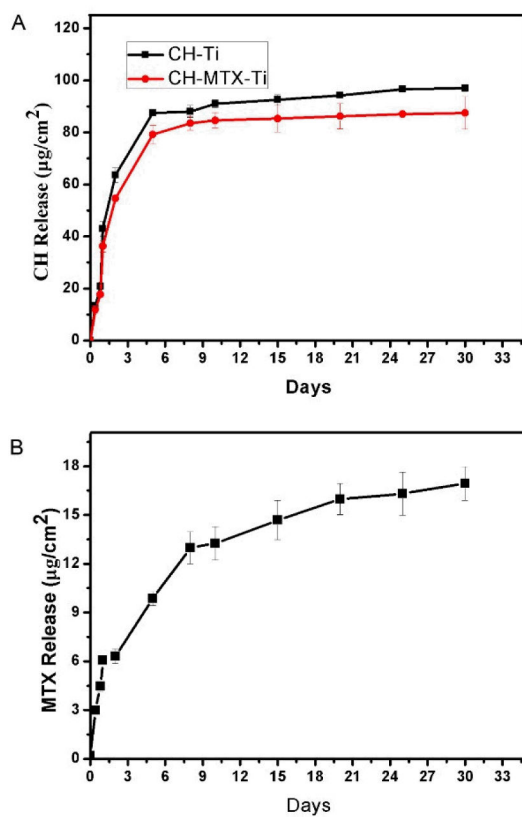 A
120
100
80
60
40
20
0
CH Release (μg/cm²)
CH-Ti
CH-MTX-Ti
0 3 6 9 12 15 18 21 24 27 30 33
Days
B
18
15
12
9
6
3
0
MTX Release (μg/cm²)
0 3 6 9 12 15 18 21 24 27 30 33
Days